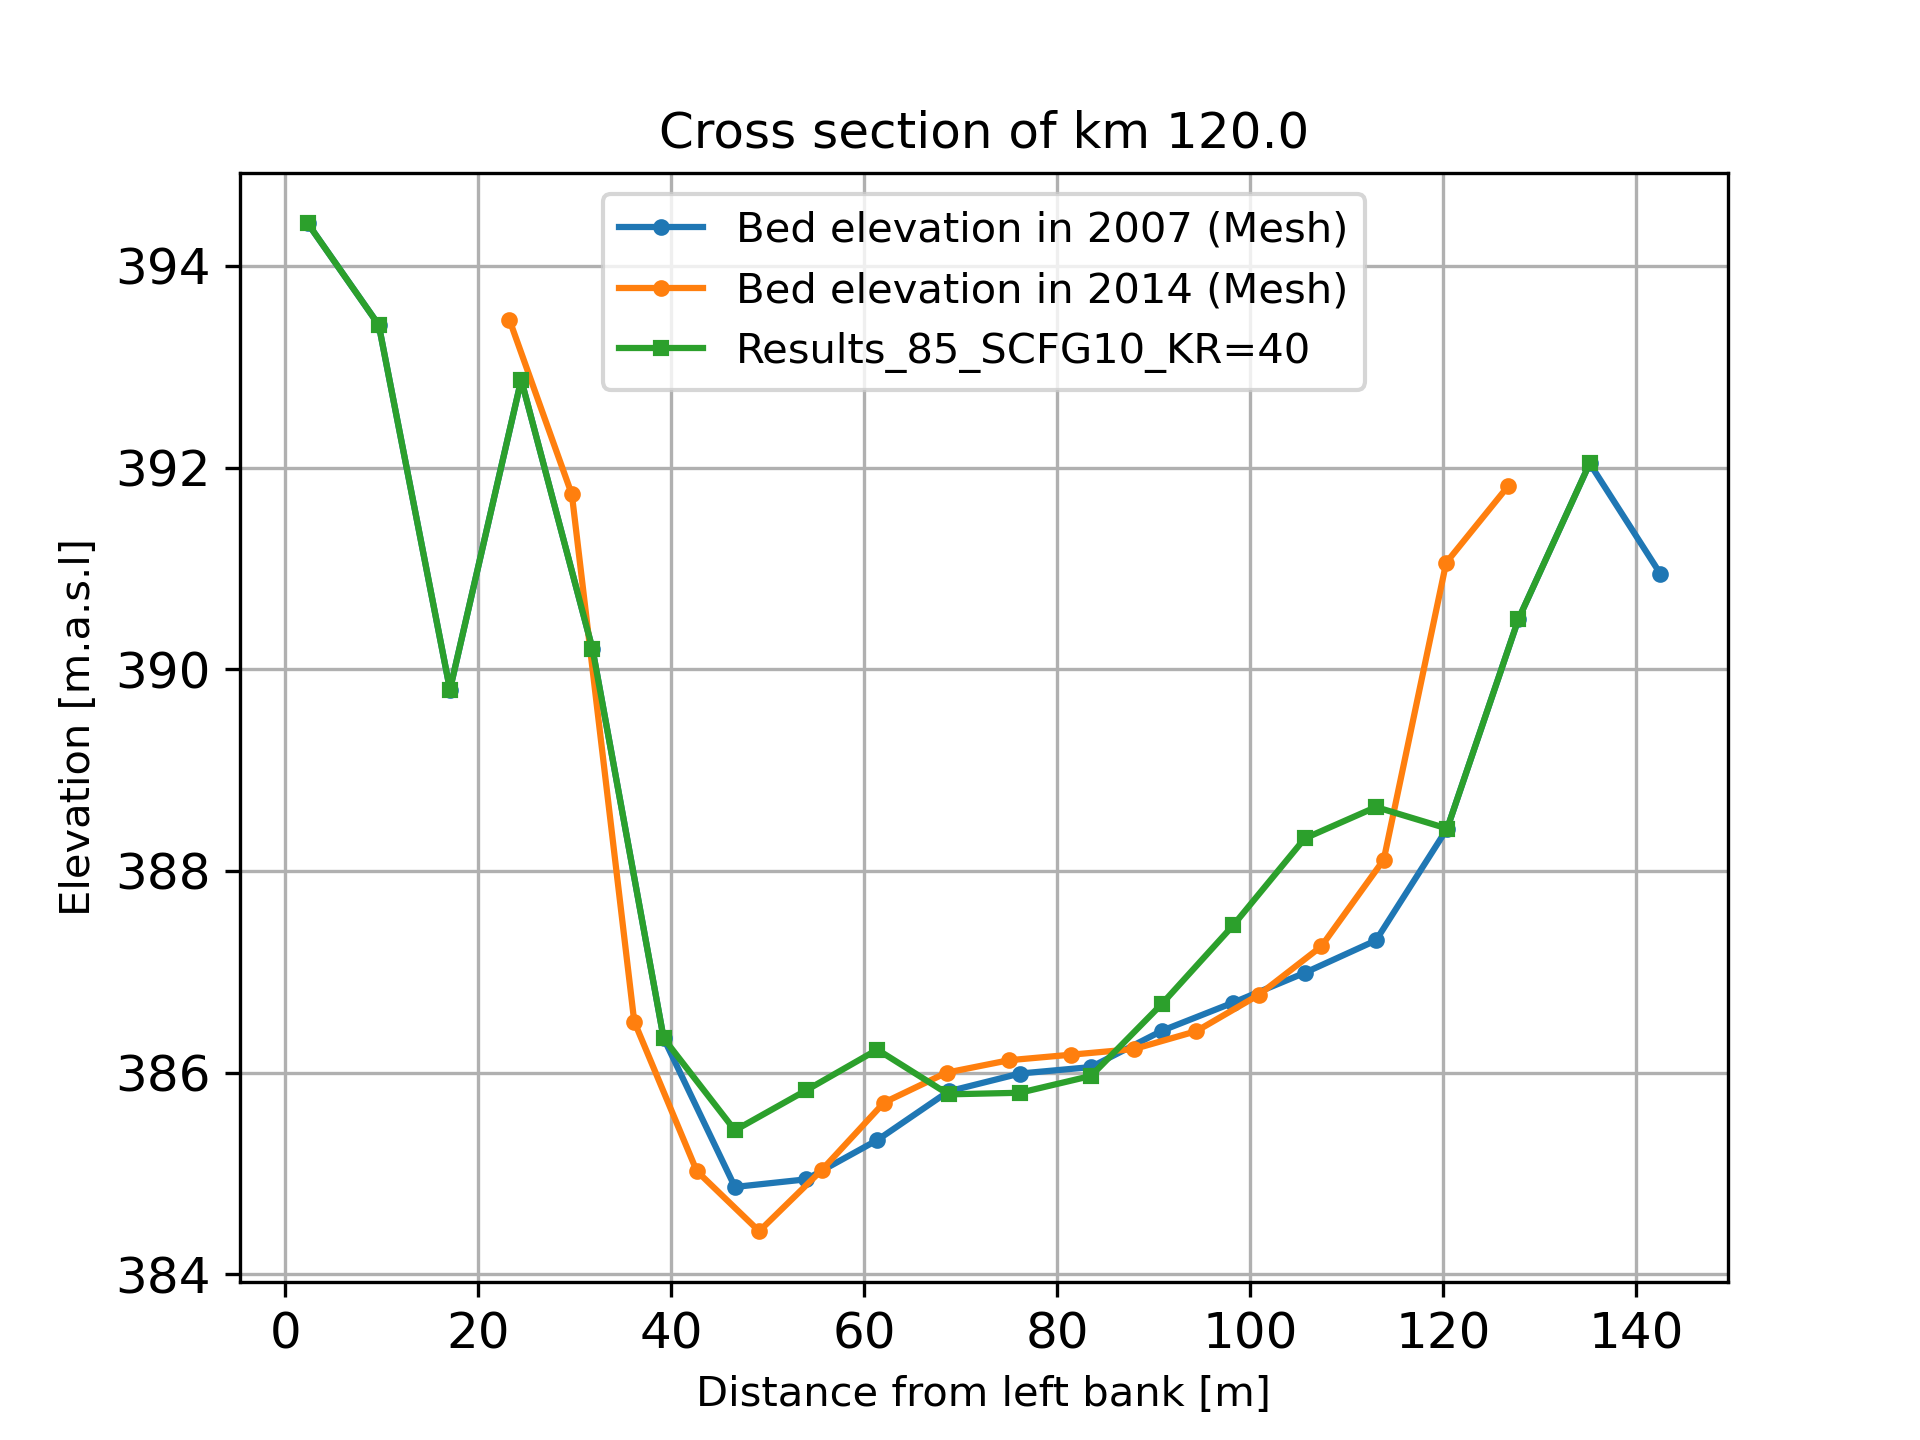 Cross section of km 120.0
Bed elevation in 2007 (Mesh)
Bed elevation in 2014 (Mesh)
Results_85_SCFG10_KR=40
Elevation [m.a.s.l]
394
392
390
388
386
384
0 20 40 60 80 100 120 140
Distance from left bank [m]